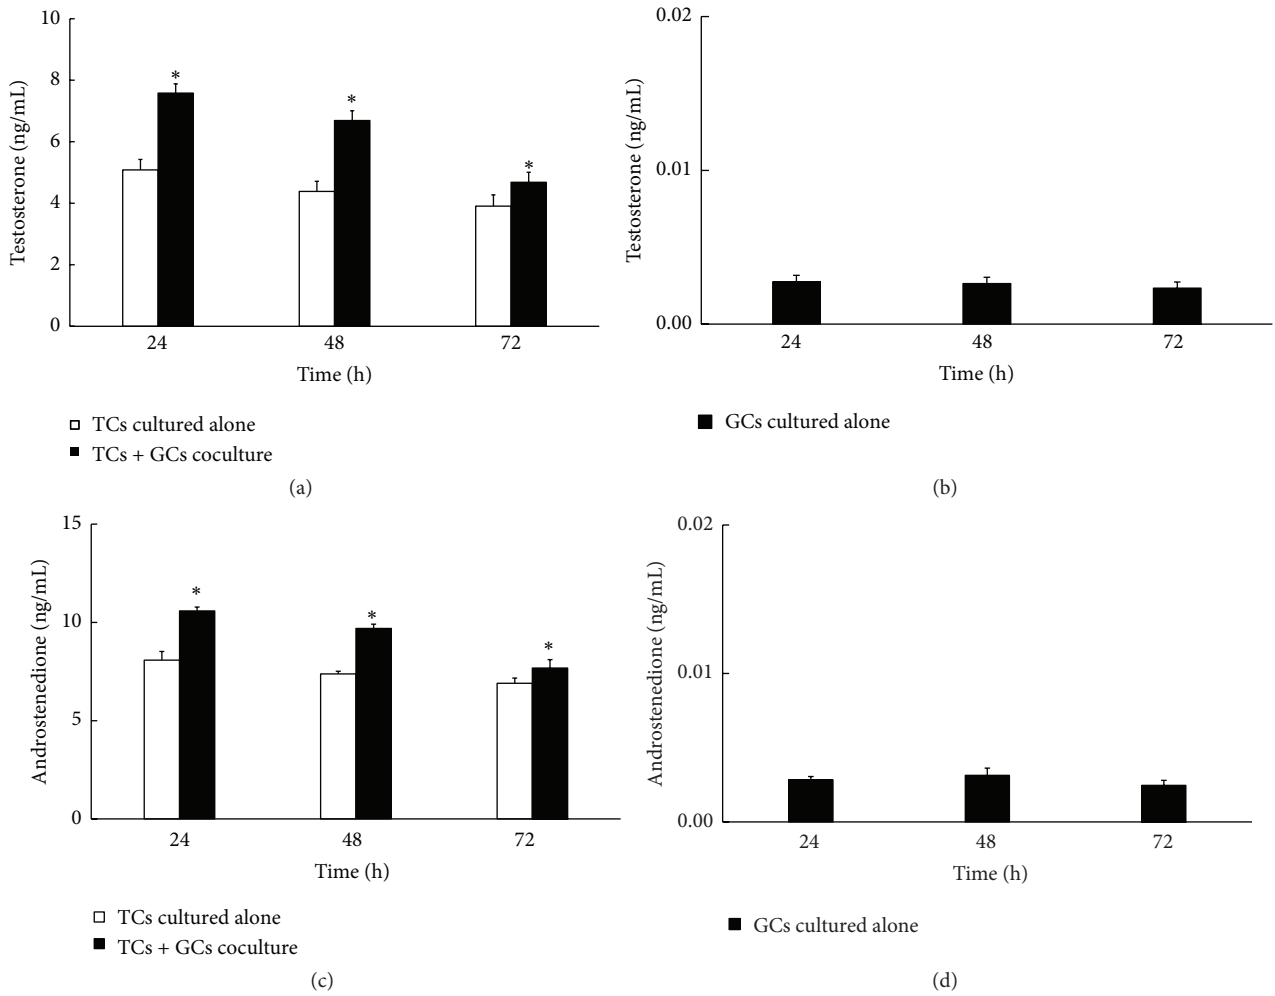 10
8
6
4
2
0
Testosterone (ng/mL)
*
*
*
24 48 72
Time (h)
TCs cultured alone
TCs + GCs coculture
(a)
0.02
0.01
0.00
Testosterone (ng/mL)
24 48 72
Time (h)
GCs cultured alone
(b)
15
10
5
0
Androstenedione (ng/mL)
*
*
*
24 48 72
Time (h)
TCs cultured alone
TCs + GCs coculture
(c)
0.02
0.01
0.00
Androstenedione (ng/mL)
24 48 72
Time (h)
GCs cultured alone
(d)